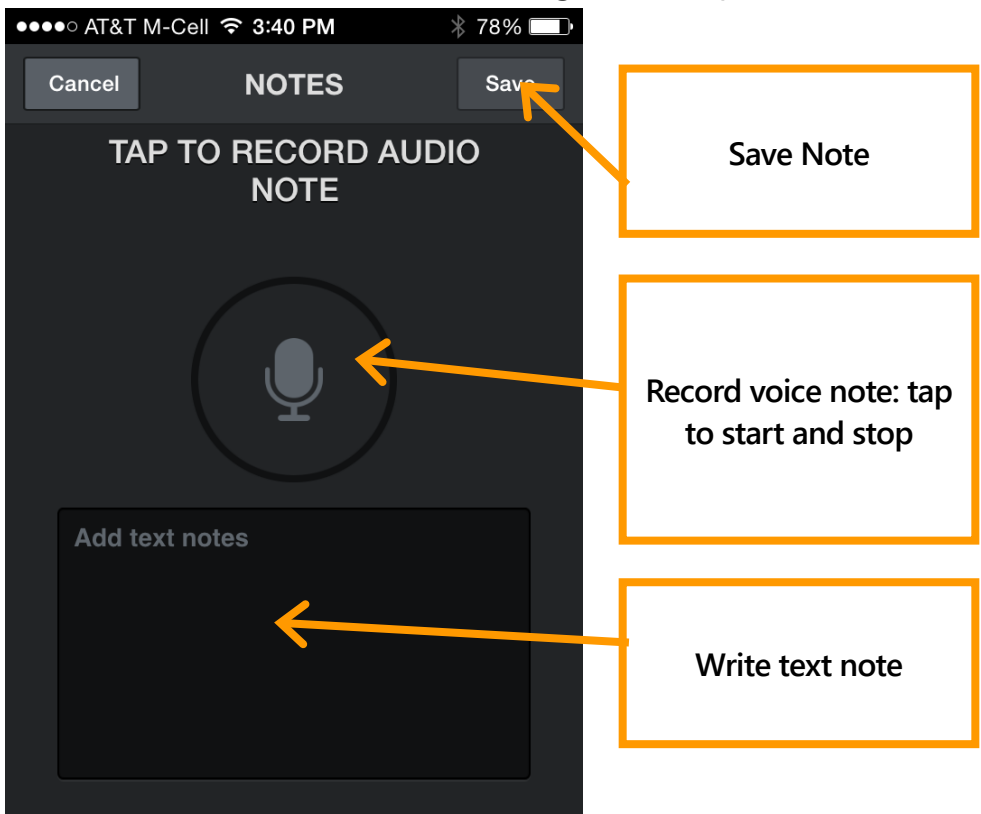 AT&T M-Cell 3:40 PM 78%
Cancel NOTES Save
TAP TO RECORD AUDIO
NOTE
Add text notes
Save Note
Record voice note: tap
to start and stop
Write text note